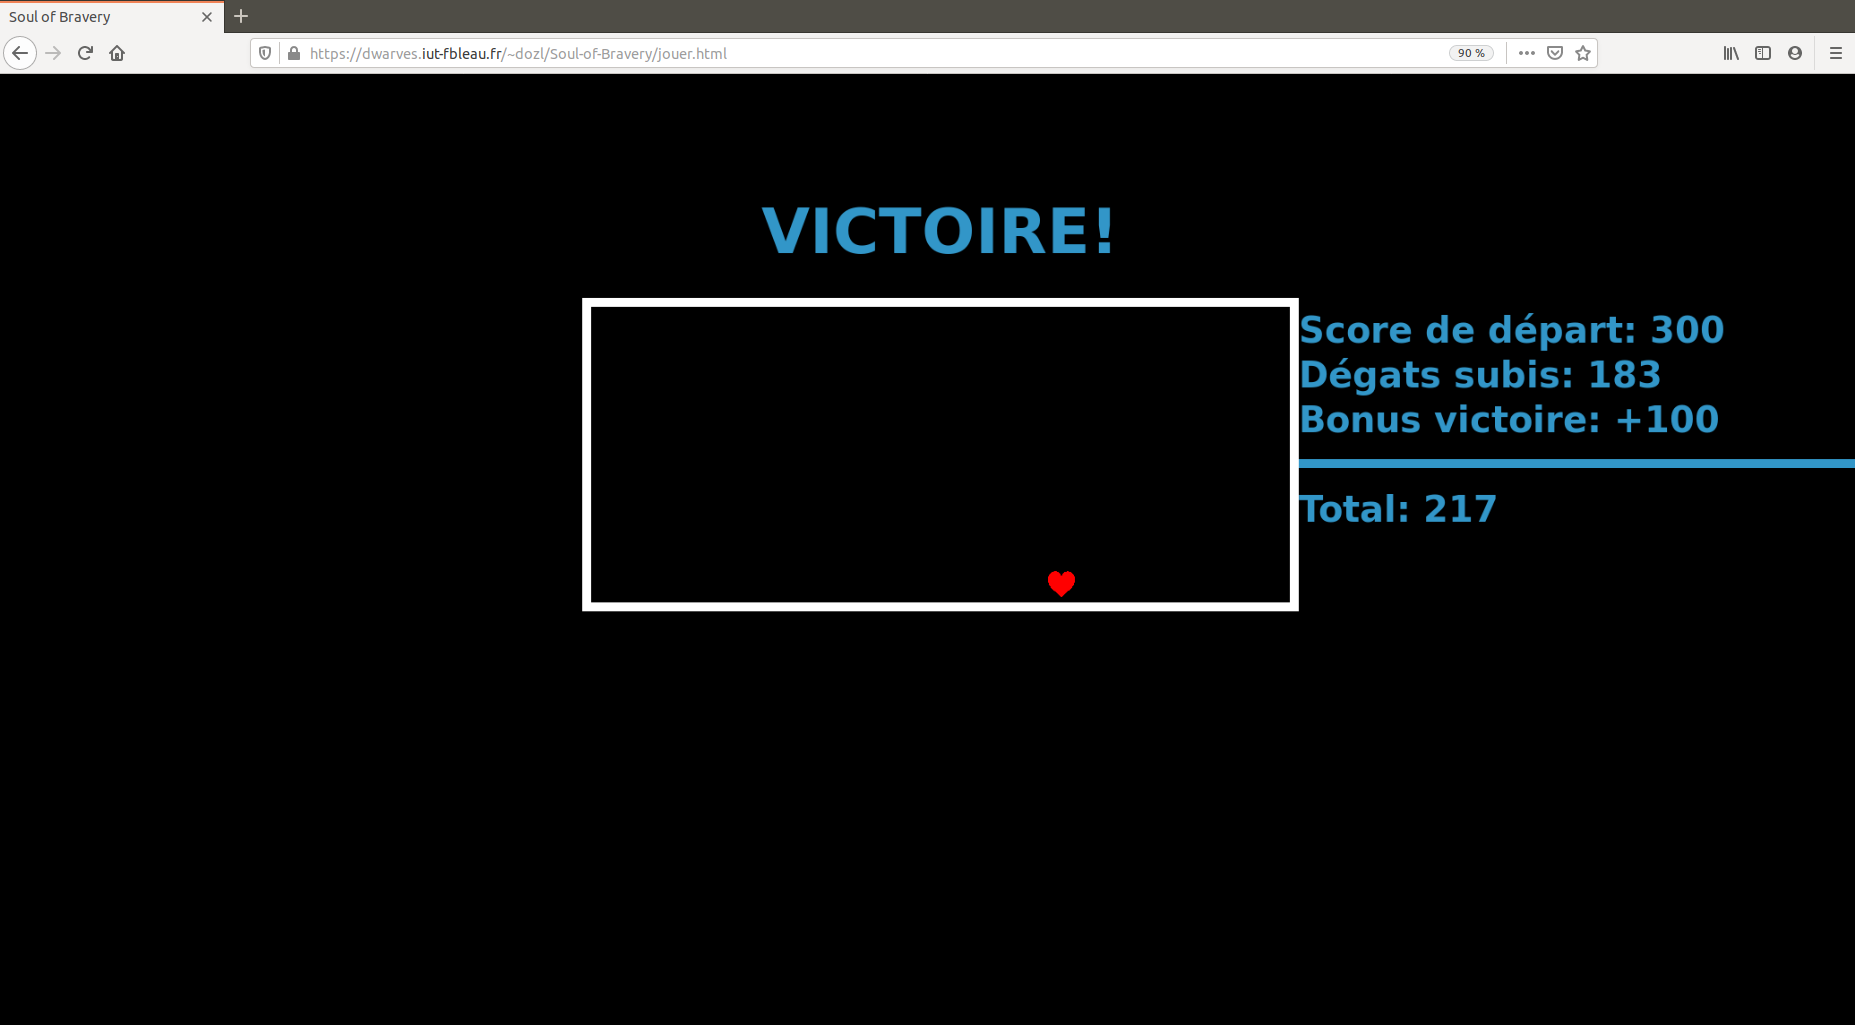 Soul of Bravery
https://dwarves.iut-fbleau.fr/~dozl/Soul-of-Bravery/jouer.html
90 %
VICTOIRE!
Score de départ: 300
Dégats subis: 183
Bonus victoire: +100
Total: 217